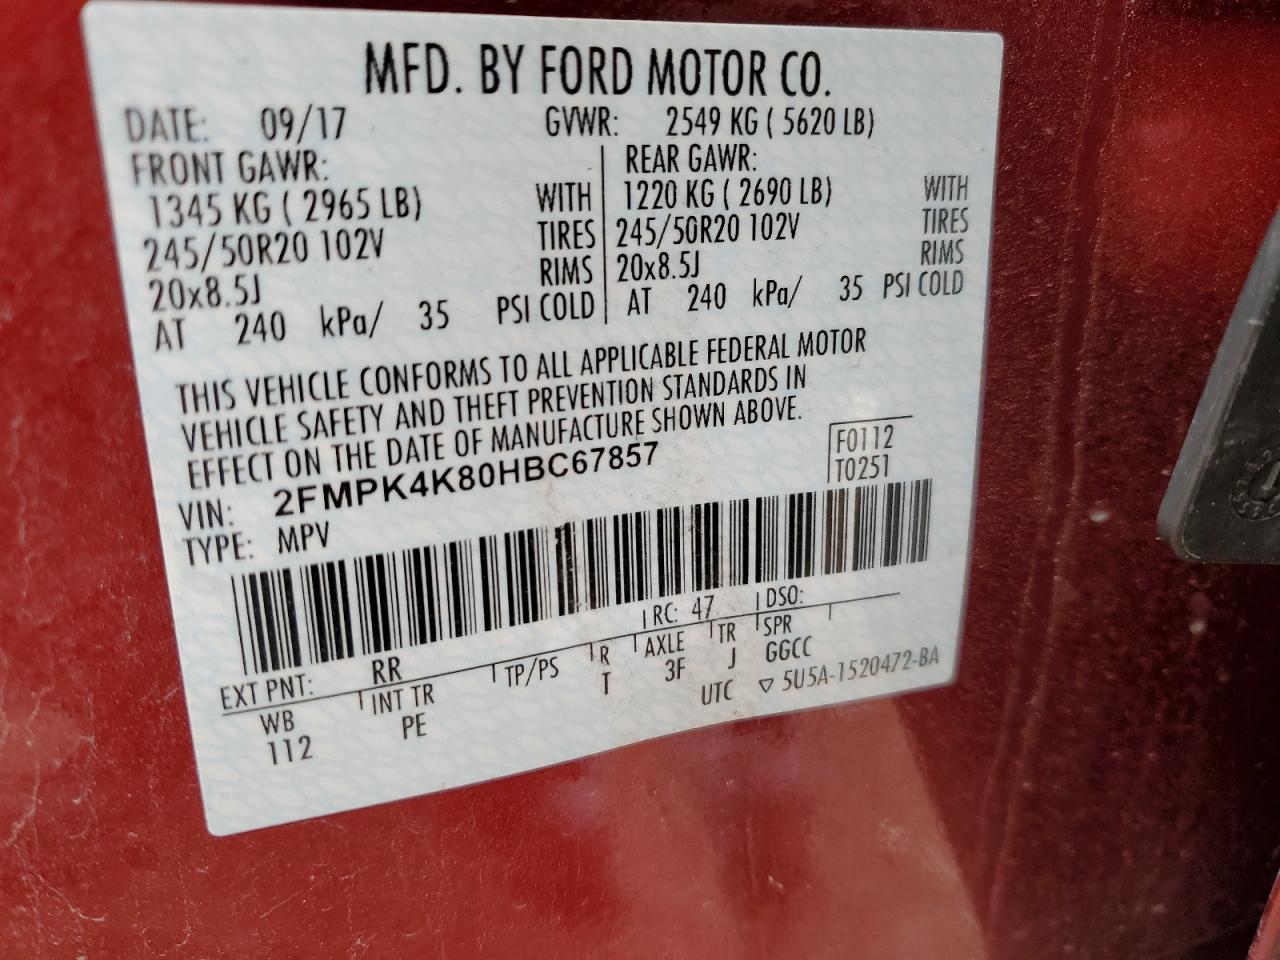 MFD. BY FORD MOTOR CO.
DATE: 09/17 GVWR: 2549 KG ( 5620 LB)
FRONT GAWR: REAR GAWR:
1345 KG ( 2965 LB) WITH 1220 KG ( 2690 LB) WITH
245/50R20 102V TIRES 245/50R20 102V TIRES
20x8.5J RIMS 20x8.5J RIMS
AT 240 kPa/ 35 PSI COLD AT 240 kPa/ 35 PSI COLD
THIS VEHICLE CONFORMS TO ALL APPLICABLE FEDERAL MOTOR
VEHICLE SAFETY AND THEFT PREVENTION STANDARDS IN
EFFECT ON THE DATE OF MANUFACTURE SHOWN ABOVE.
VIN: 2FMPK4K80HBC67857 F0112
TYPE: MPV T0251
EXT PNT: RR RC: 47 DSO:
WB INT TR TP/PS R AXLE TR SPR
112 PE T 3F J GGCC
UTC ▽ 5U5A-1520472-BA